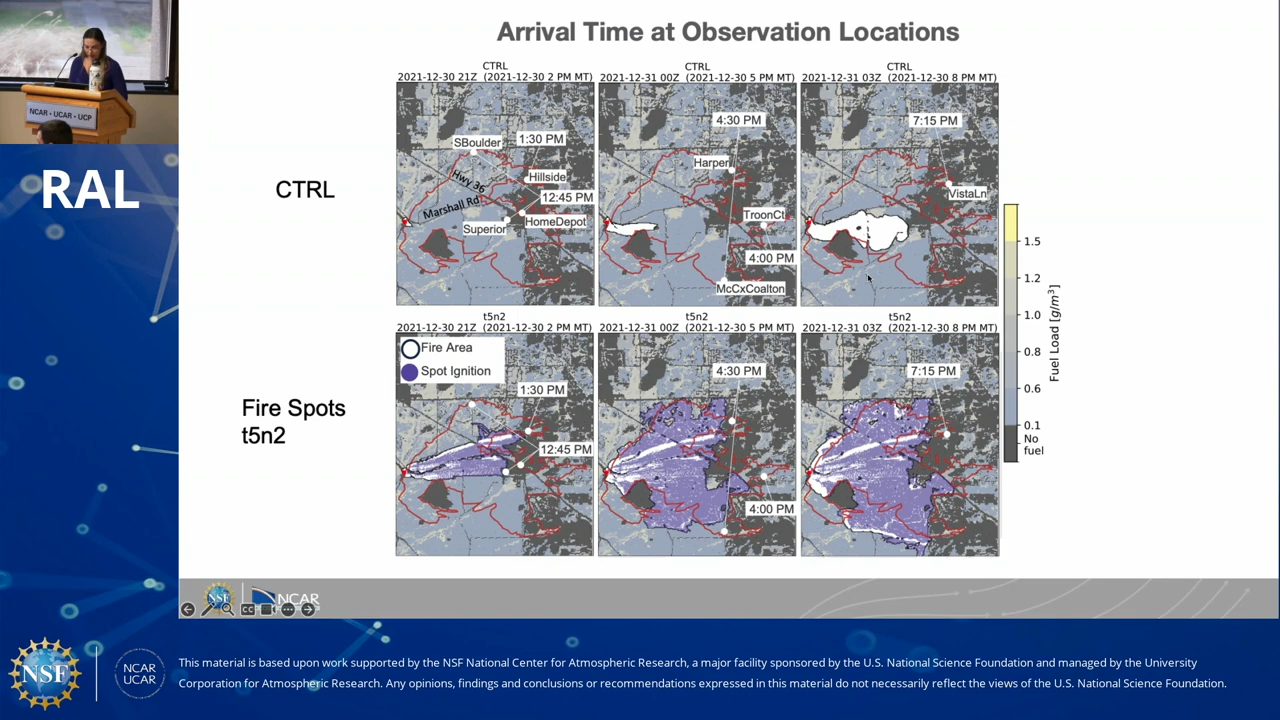 Arrival Time at Observation Locations
NCAR • UCAR • UCP
RAL
CTRL
CTRL
2021-12-30 21Z (2021-12-30 2 PM MT)
CTRL
2021-12-31 00Z (2021-12-30 5 PM MT)
CTRL
2021-12-31 03Z (2021-12-30 8 PM MT)
SBoulder
1:30 PM
Hwy 36
Hillside
12:45 PM
Marshall Rd
Superior
HomeDepot
4:30 PM
Harper
TroonCt
4:00 PM
McCxCoalton
7:15 PM
VistaLn
1.5
1.2
1.0
0.8
0.6
0.1
No
fuel
Fuel Load [g/m³]
Fire Spots
t5n2
t5n2
2021-12-30 21Z (2021-12-30 2 PM MT)
t5n2
2021-12-31 00Z (2021-12-30 5 PM MT)
t5n2
2021-12-31 03Z (2021-12-30 8 PM MT)
Fire Area
Spot Ignition
1:30 PM
12:45 PM
4:30 PM
4:00 PM
7:15 PM
NSF
NCAR
CC
NSF
NCAR
UCAR
This material is based upon work supported by the NSF National Center for Atmospheric Research, a major facility sponsored by the U.S. National Science Foundation and managed by the University
Corporation for Atmospheric Research. Any opinions, findings and conclusions or recommendations expressed in this material do not necessarily reflect the views of the U.S. National Science Foundation.